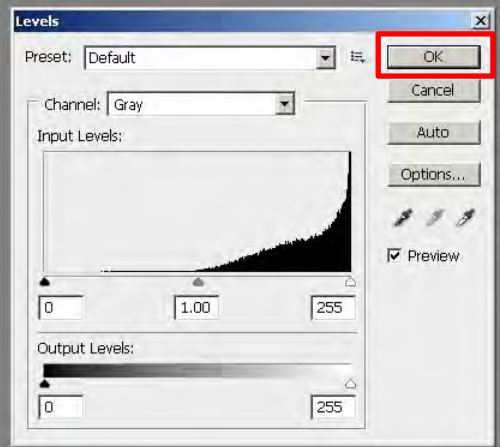 Levels
Preset: Default
OK
Cancel
Channel: Gray
Auto
Input Levels:
Options...
Preview
0 1.00 255
Output Levels:
0 255